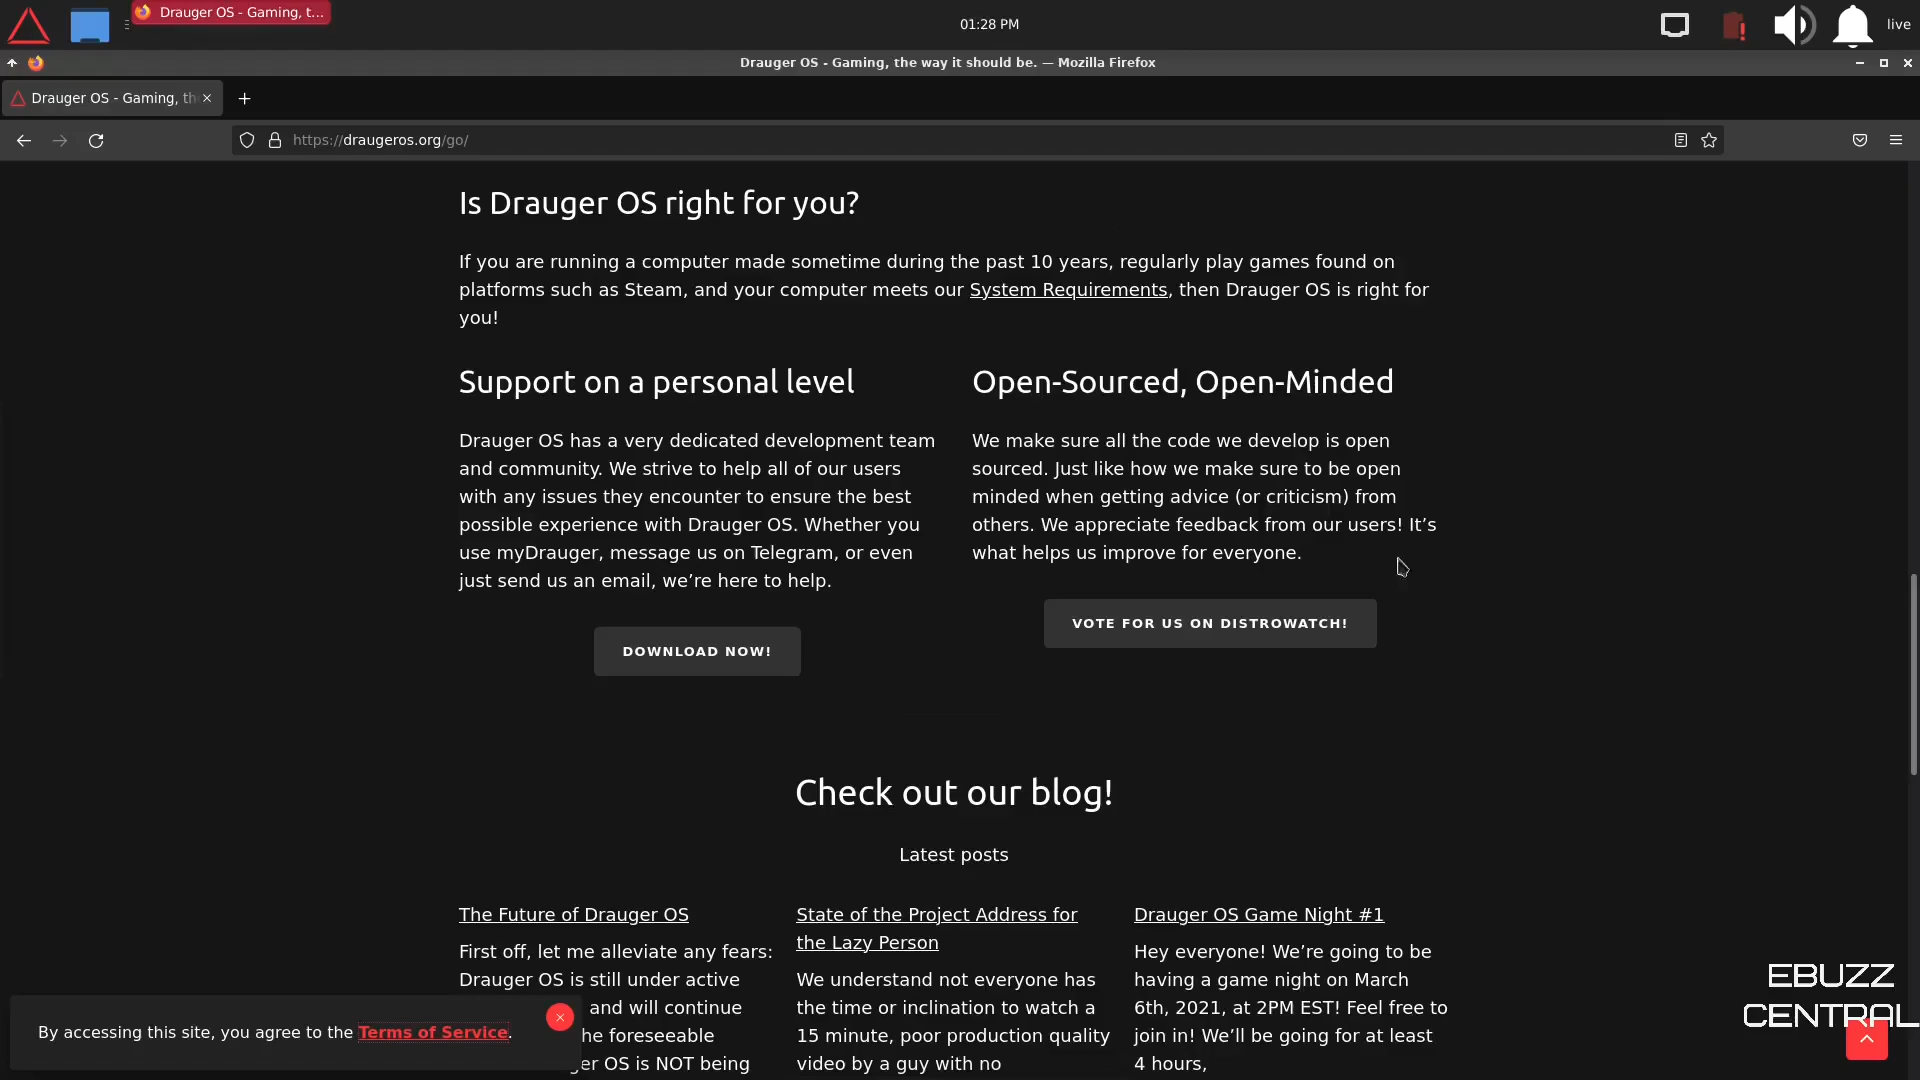 Drauger OS - Gaming, t...
01:28 PM
live
Drauger OS - Gaming, the way it should be. — Mozilla Firefox
Drauger OS - Gaming, th
https://draugeros.org/go/
Is Drauger OS right for you?
If you are running a computer made sometime during the past 10 years, regularly play games found on
platforms such as Steam, and your computer meets our System Requirements, then Drauger OS is right for
you!
Support on a personal level
Drauger OS has a very dedicated development team
and community. We strive to help all of our users
with any issues they encounter to ensure the best
possible experience with Drauger OS. Whether you
use myDrauger, message us on Telegram, or even
just send us an email, we’re here to help.
DOWNLOAD NOW!
Open-Sourced, Open-Minded
We make sure all the code we develop is open
sourced. Just like how we make sure to be open
minded when getting advice (or criticism) from
others. We appreciate feedback from our users! It’s
what helps us improve for everyone.
VOTE FOR US ON DISTROWATCH!
Check out our blog!
Latest posts
The Future of Drauger OS
First off, let me alleviate any fears:
Drauger OS is still under active
and will continue
he foreseeable
er OS is NOT being
State of the Project Address for
the Lazy Person
We understand not everyone has
the time or inclination to watch a
15 minute, poor production quality
video by a guy with no
Drauger OS Game Night #1
Hey everyone! We’re going to be
having a game night on March
6th, 2021, at 2PM EST! Feel free to
join in! We’ll be going for at least
4 hours,
By accessing this site, you agree to the Terms of Service.
EBUZZ
CENTRAL